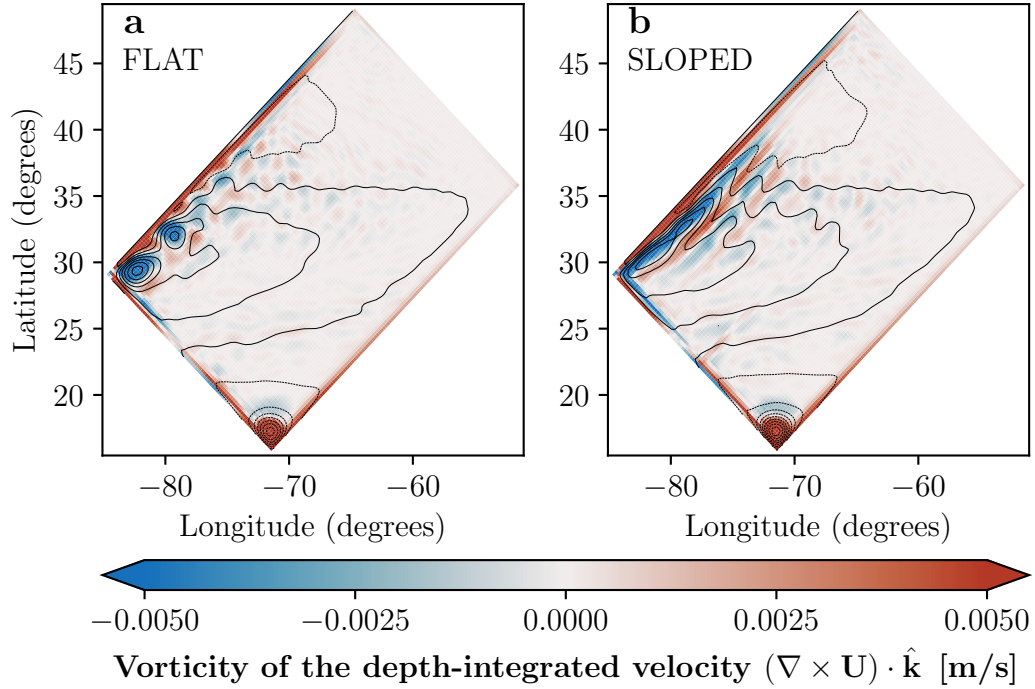 a
FLAT
b
SLOPED
Latitude (degrees)
45
40
35
30
25
20
45
40
35
30
25
20
−80
−70
−60
−80
−70
−60
Longitude (degrees)
Longitude (degrees)
−0.0050
−0.0025
0.0000
0.0025
0.0050
Vorticity of the depth-integrated velocity (∇ × U) · k̂ [m/s]